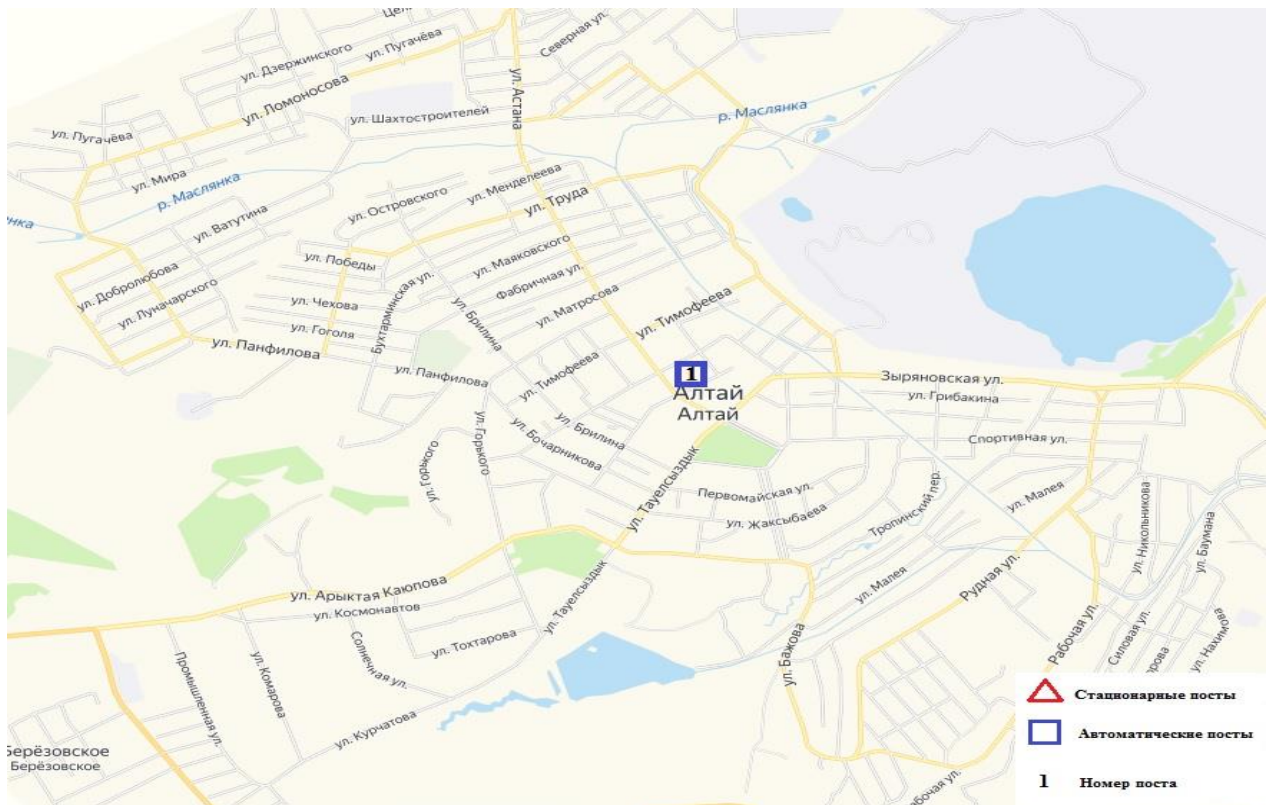 Цел
Северная ул.
ул. Пугачёва
ул. Дзержинского
ул. Ломоносова
ул. Астана
р. Маслянка
ул. Шахтостроителей
ул. Пугачёва
ул. Мира
р. Маслянка
ул. Менделеева
ул. Островского
ул. Труда
нка
ул. Ватутина
ул. Маяковского
ул. Победы
ул. Добролюбова
Фабричная ул.
ул. Чехова
ул. Луначарского
Бухтарминская ул.
ул. Матросова
ул. Тимофеева
ул. Гоголя
ул. Брилина
ул. Панфилова
ул. Панфилова
ул. Тимофеева
1
Алтай
Алтай
Зыряновская ул.
ул. Грибакина
Спортивная ул.
ул. Брилина
ул. Бочарникова
ул. Горького
ул. Горького
ул. Тауелсыздык
Первомайская ул.
ул. Жаксыбаева
Тропинский пер.
ул. Малея
ул. Никольникова
ул. Баумана
ул. Малея
Рудная ул.
ул. Арыктая Каюпова
ул. Космонавтов
ул. Тауелсыздык
ул. Тохтарова
Солнечная ул.
ул. Комарова
Промышленная ул.
ул. Курчатова
ул. Бажова
Рабочая ул.
Силовая ул.
рова
ул. Нахимова
Берёзовское
Берёзовское
абочая ул.
Стационарные посты
Автоматические посты
1 Номер поста